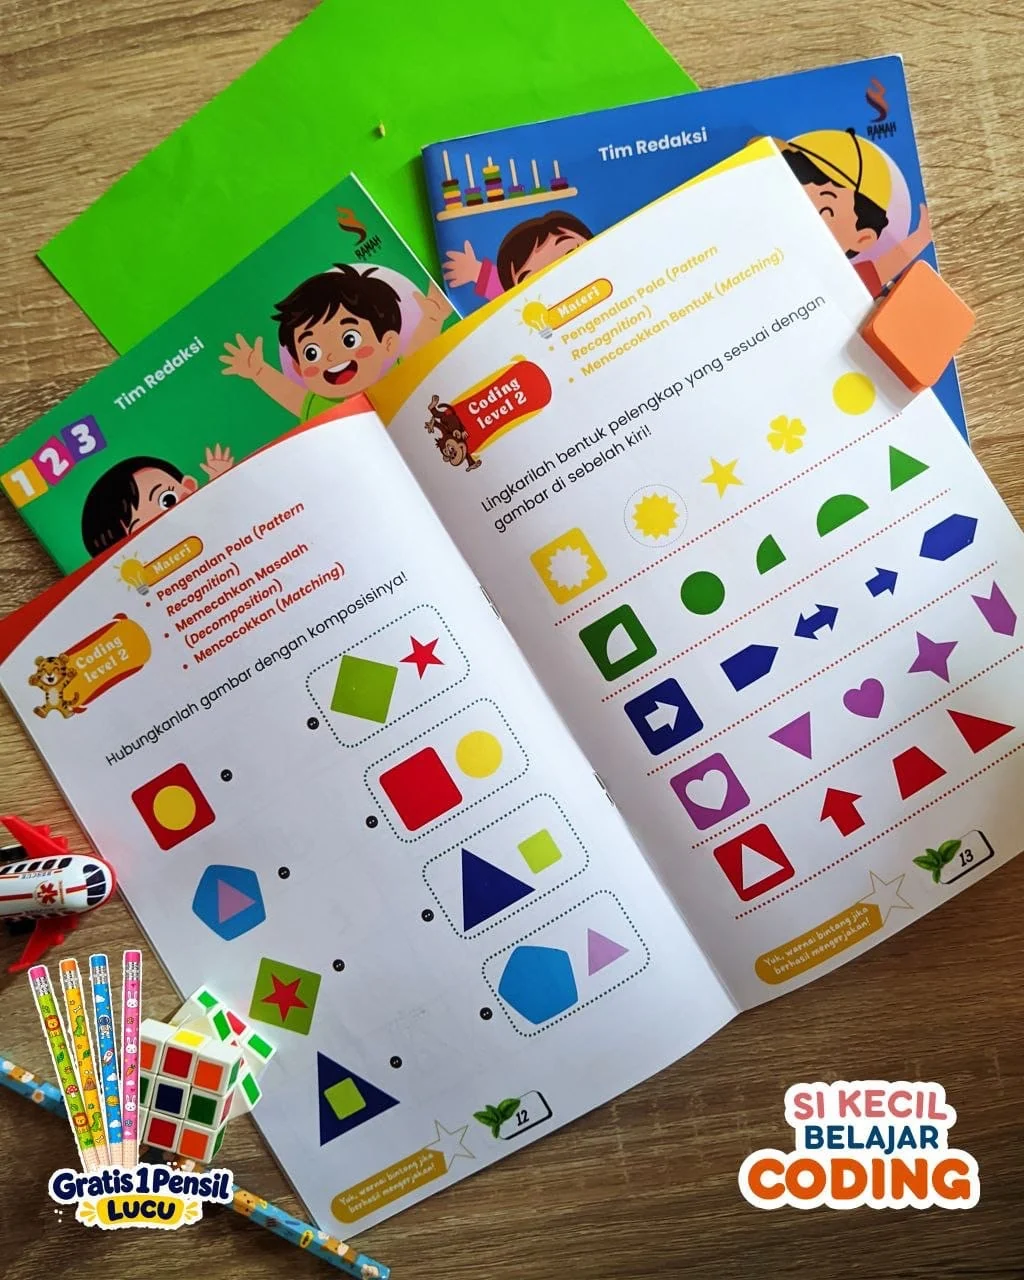 Tim Redaksi
RAMAH
Tim Redaksi
RAMAH
1 2 3
Materi
• Pengenalan Pola (Pattern
Recognition)
• Memecahkan Masalah
(Decomposition)
• Mencocokkan (Matching)
Coding
level 2
Hubungkanlah gambar dengan komposisinya!
12
Yuk, warnai bintang jika
berhasil mengerjakan!
Materi
• Pengenalan Pola (Pattern
Recognition)
• Mencocokkan Bentuk (Matching)
Coding
level 2
Lingkarilah bentuk pelengkap yang sesuai dengan
gambar di sebelah kiri!
13
Yuk, warnai bintang jika
berhasil mengerjakan!
Gratis 1 Pensil
LUCU
SI KECIL
BELAJAR
CODING